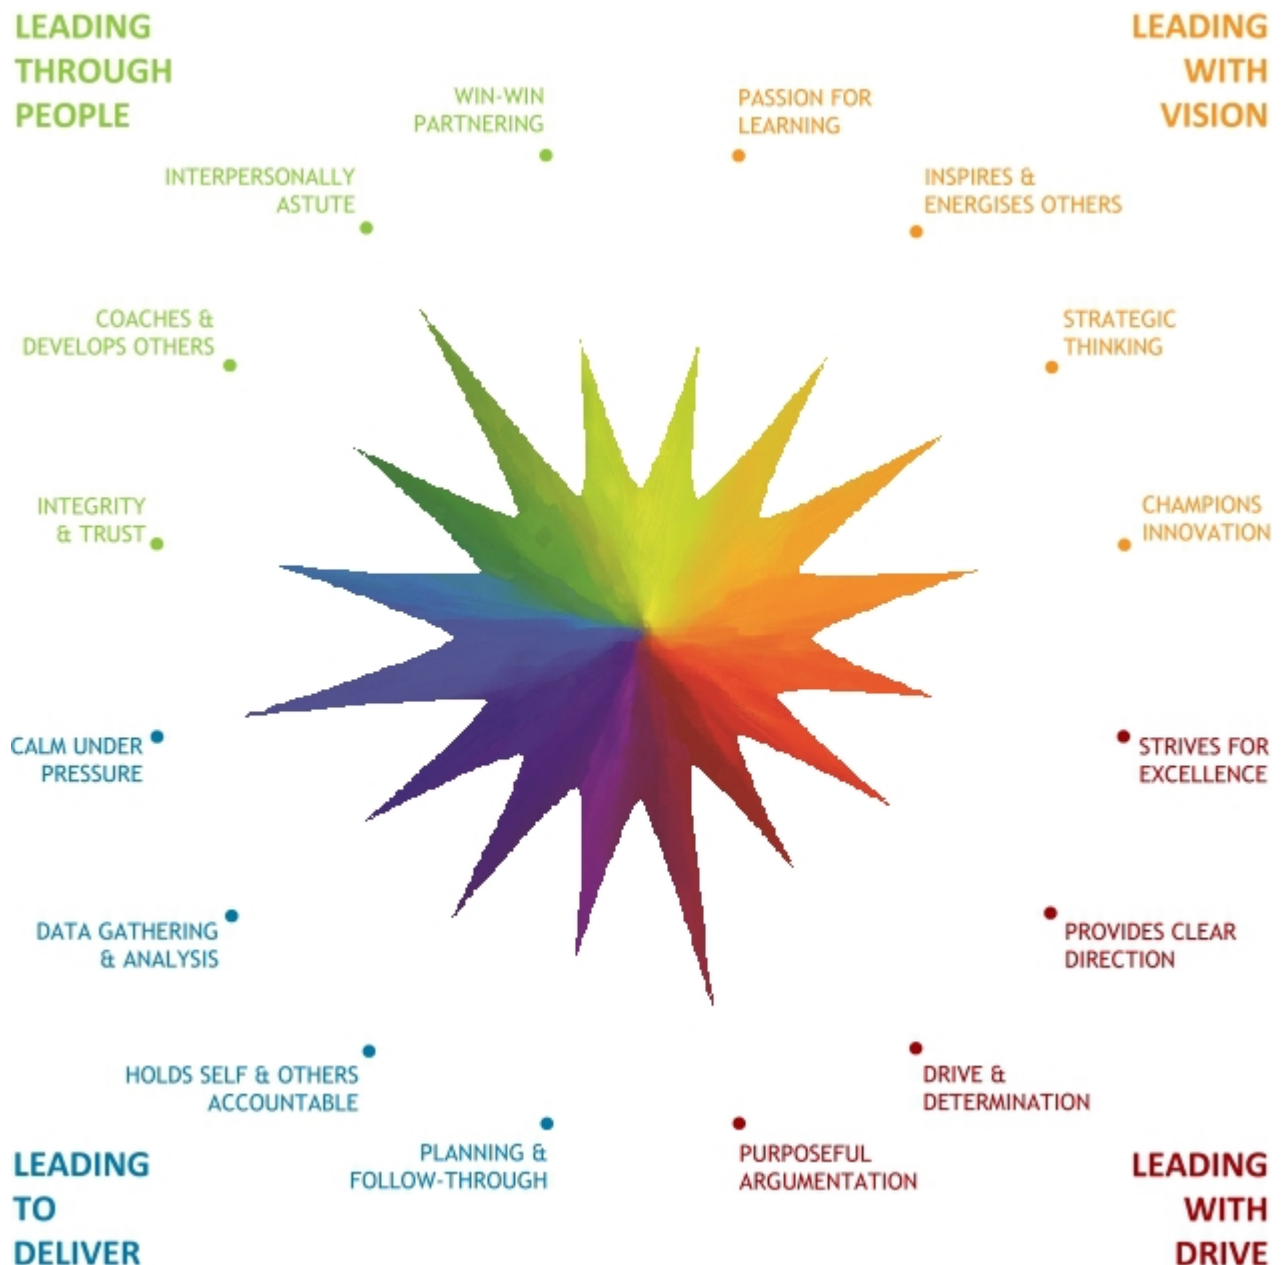 LEADING
THROUGH
PEOPLE
LEADING
WITH
VISION
WIN-WIN
PARTNERING
PASSION FOR
LEARNING
INTERPERSONALLY
ASTUTE
INSPIRES &
ENERGISES OTHERS
COACHES &
DEVELOPS OTHERS
STRATEGIC
THINKING
INTEGRITY
& TRUST
CHAMPIONS
INNOVATION
CALM UNDER
PRESSURE
STRIVES FOR
EXCELLENCE
DATA GATHERING
& ANALYSIS
PROVIDES CLEAR
DIRECTION
HOLDS SELF & OTHERS
ACCOUNTABLE
DRIVE &
DETERMINATION
PLANNING &
FOLLOW-THROUGH
PURPOSEFUL
ARGUMENTATION
LEADING
TO
DELIVER
LEADING
WITH
DRIVE